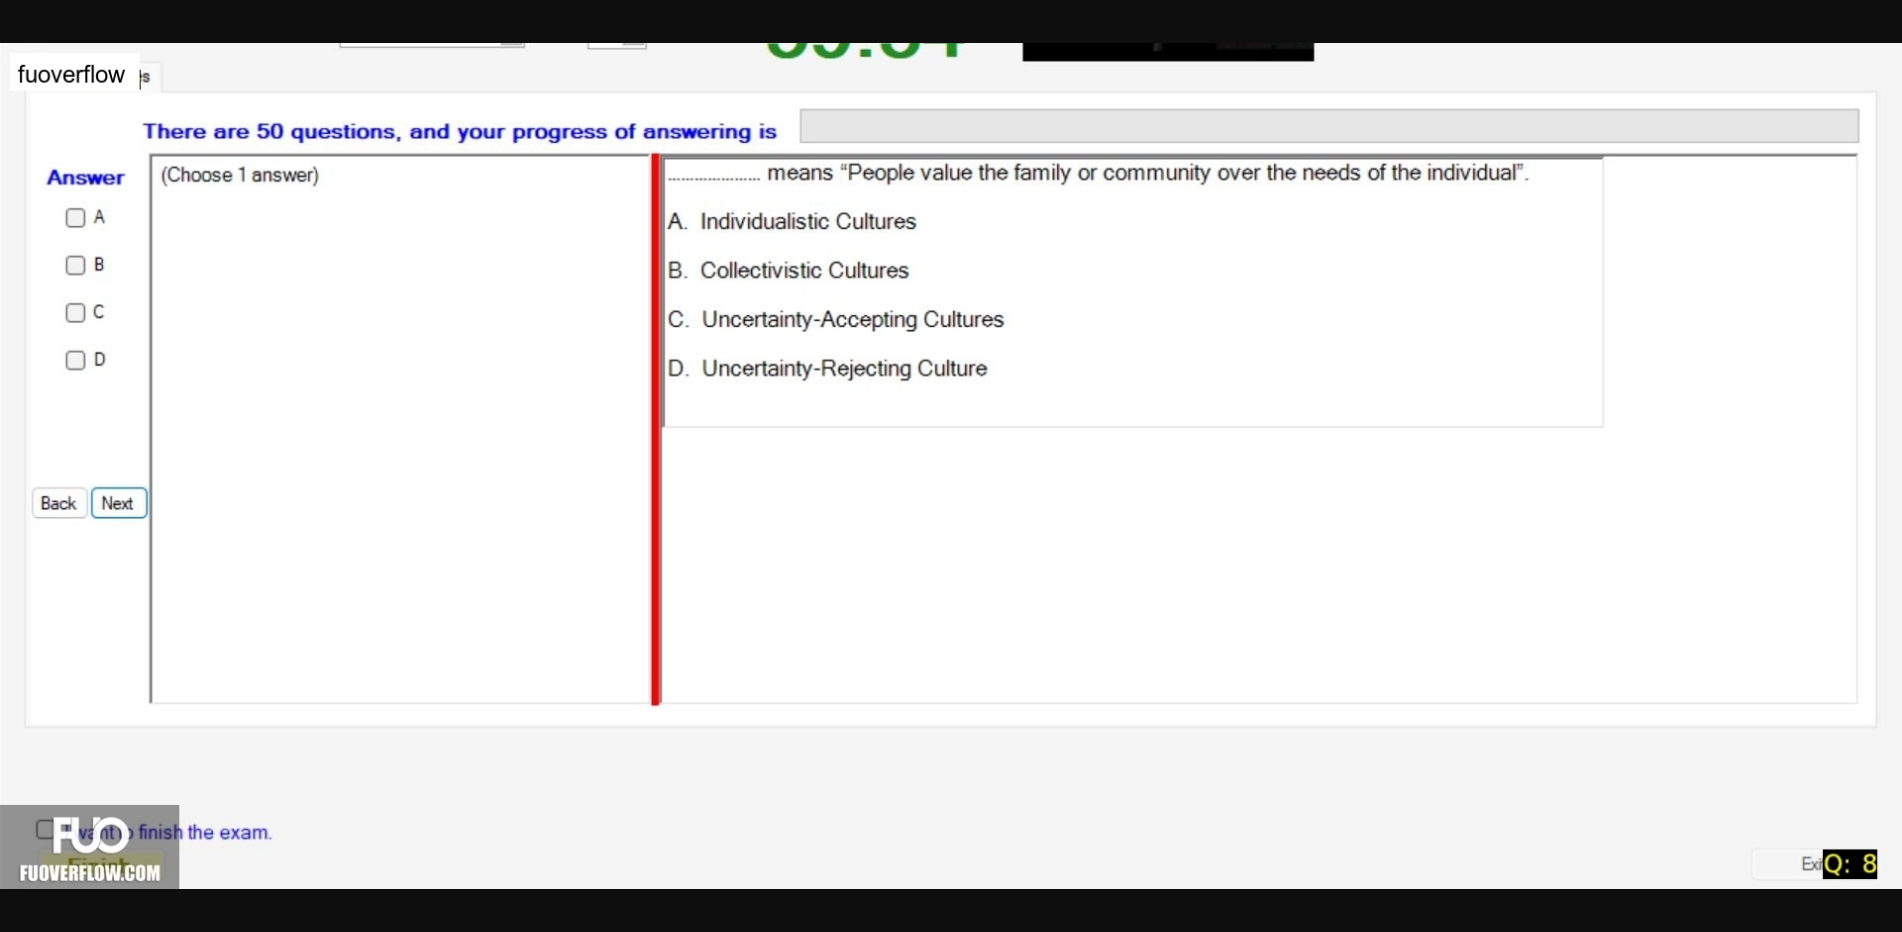 fuoverflow
There are 50 questions, and your progress of answering is
Answer
(Choose 1 answer)
A
B
C
D
Back Next
.................... means “People value the family or community over the needs of the individual”.
A. Individualistic Cultures
B. Collectivistic Cultures
C. Uncertainty-Accepting Cultures
D. Uncertainty-Rejecting Culture
want to finish the exam.
FUO
FUOVERFLOW.COM
Q: 8